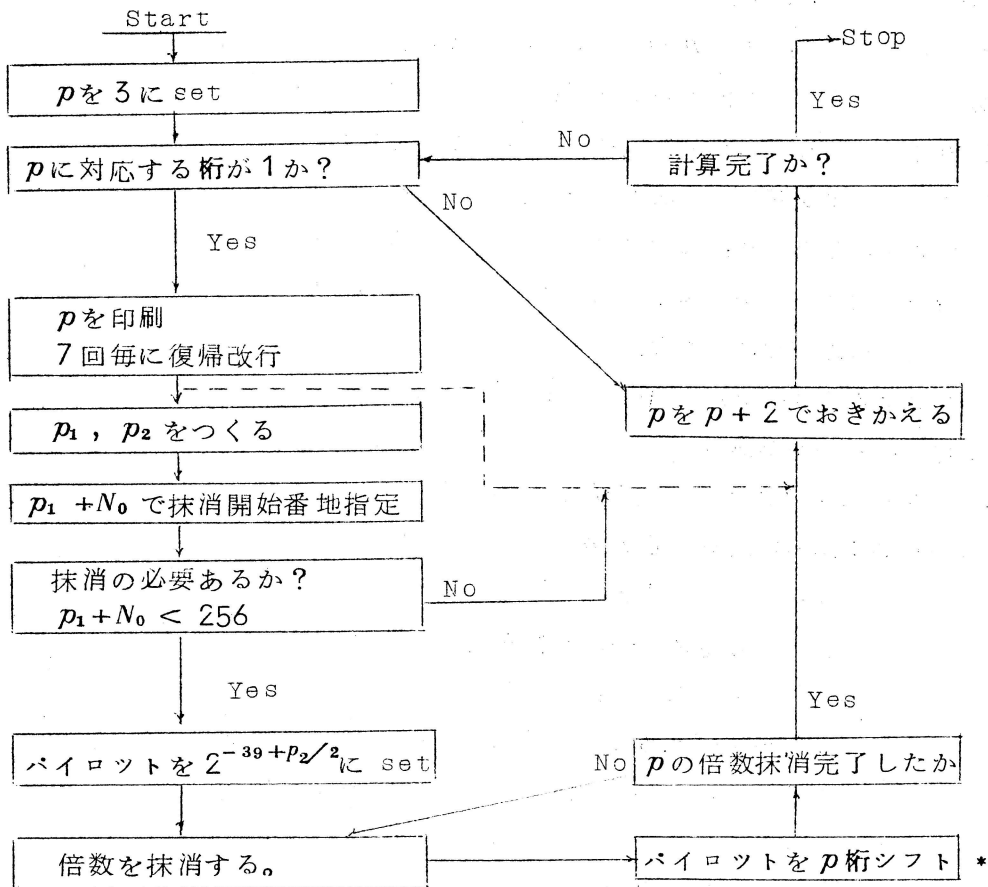 Start
pを3にset
pに対応する桁が1か？
Yes
No
pを印刷
7回毎に復帰改行
p₁ , p₂をつくる
p₁ +N₀で抹消開始番地指定
抹消の必要あるか？
p₁+N₀ < 256
No
Yes
パイロットを2^{-39+p₂/2}に set
倍数を抹消する。
パイロツトをp桁シフト *
pの倍数抹消完了したか
No
Yes
pをp+2でおきかえる
計算完了か？
No
Yes
Stop